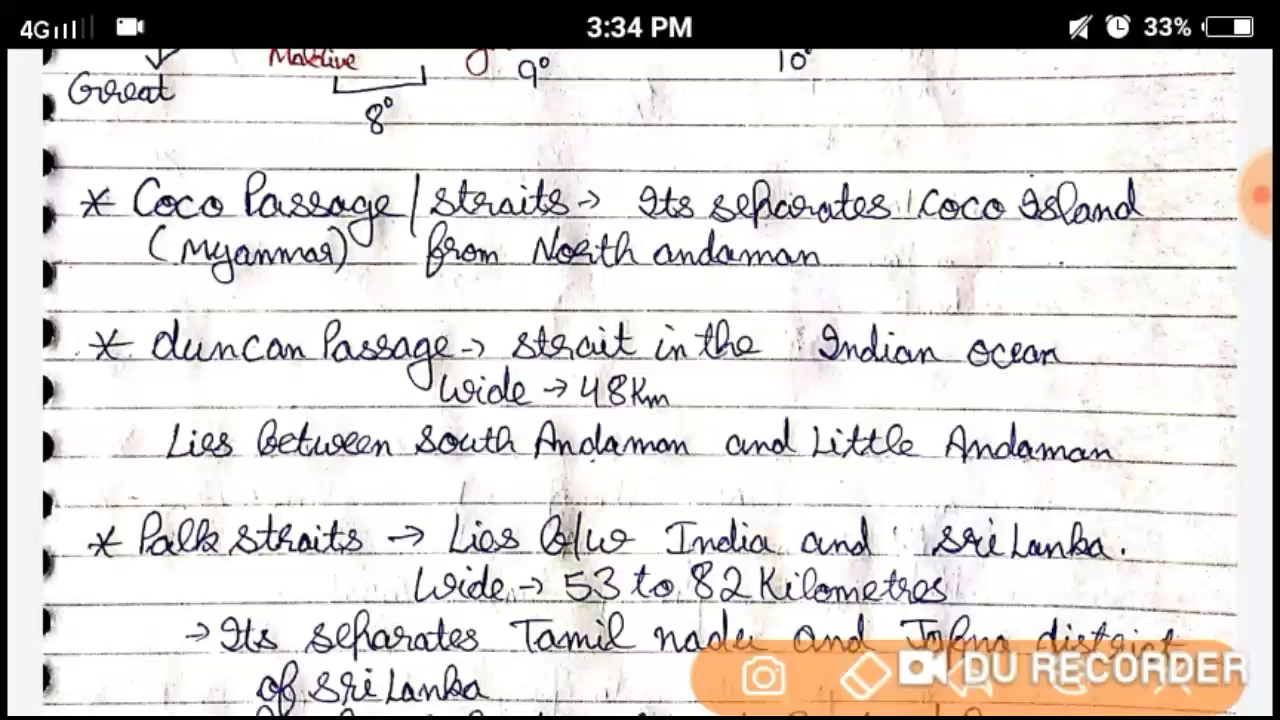 4G 3:34 PM 33%
Maldive 9° 10°
Great
8°
* Coco Passage / straits → Its separates Coco Island
(Myanmar) from North andaman
* duncan Passage → strait in the Indian ocean
Wide → 48Km
Lies between South Andaman and Little Andaman
* Palk straits → Lies b/w India and Sri Lanka.
Wide → 53 to 82 Kilometres
→ Its separates Tamil nadu and Jafna district
of Sri Lanka
DU RECORDER